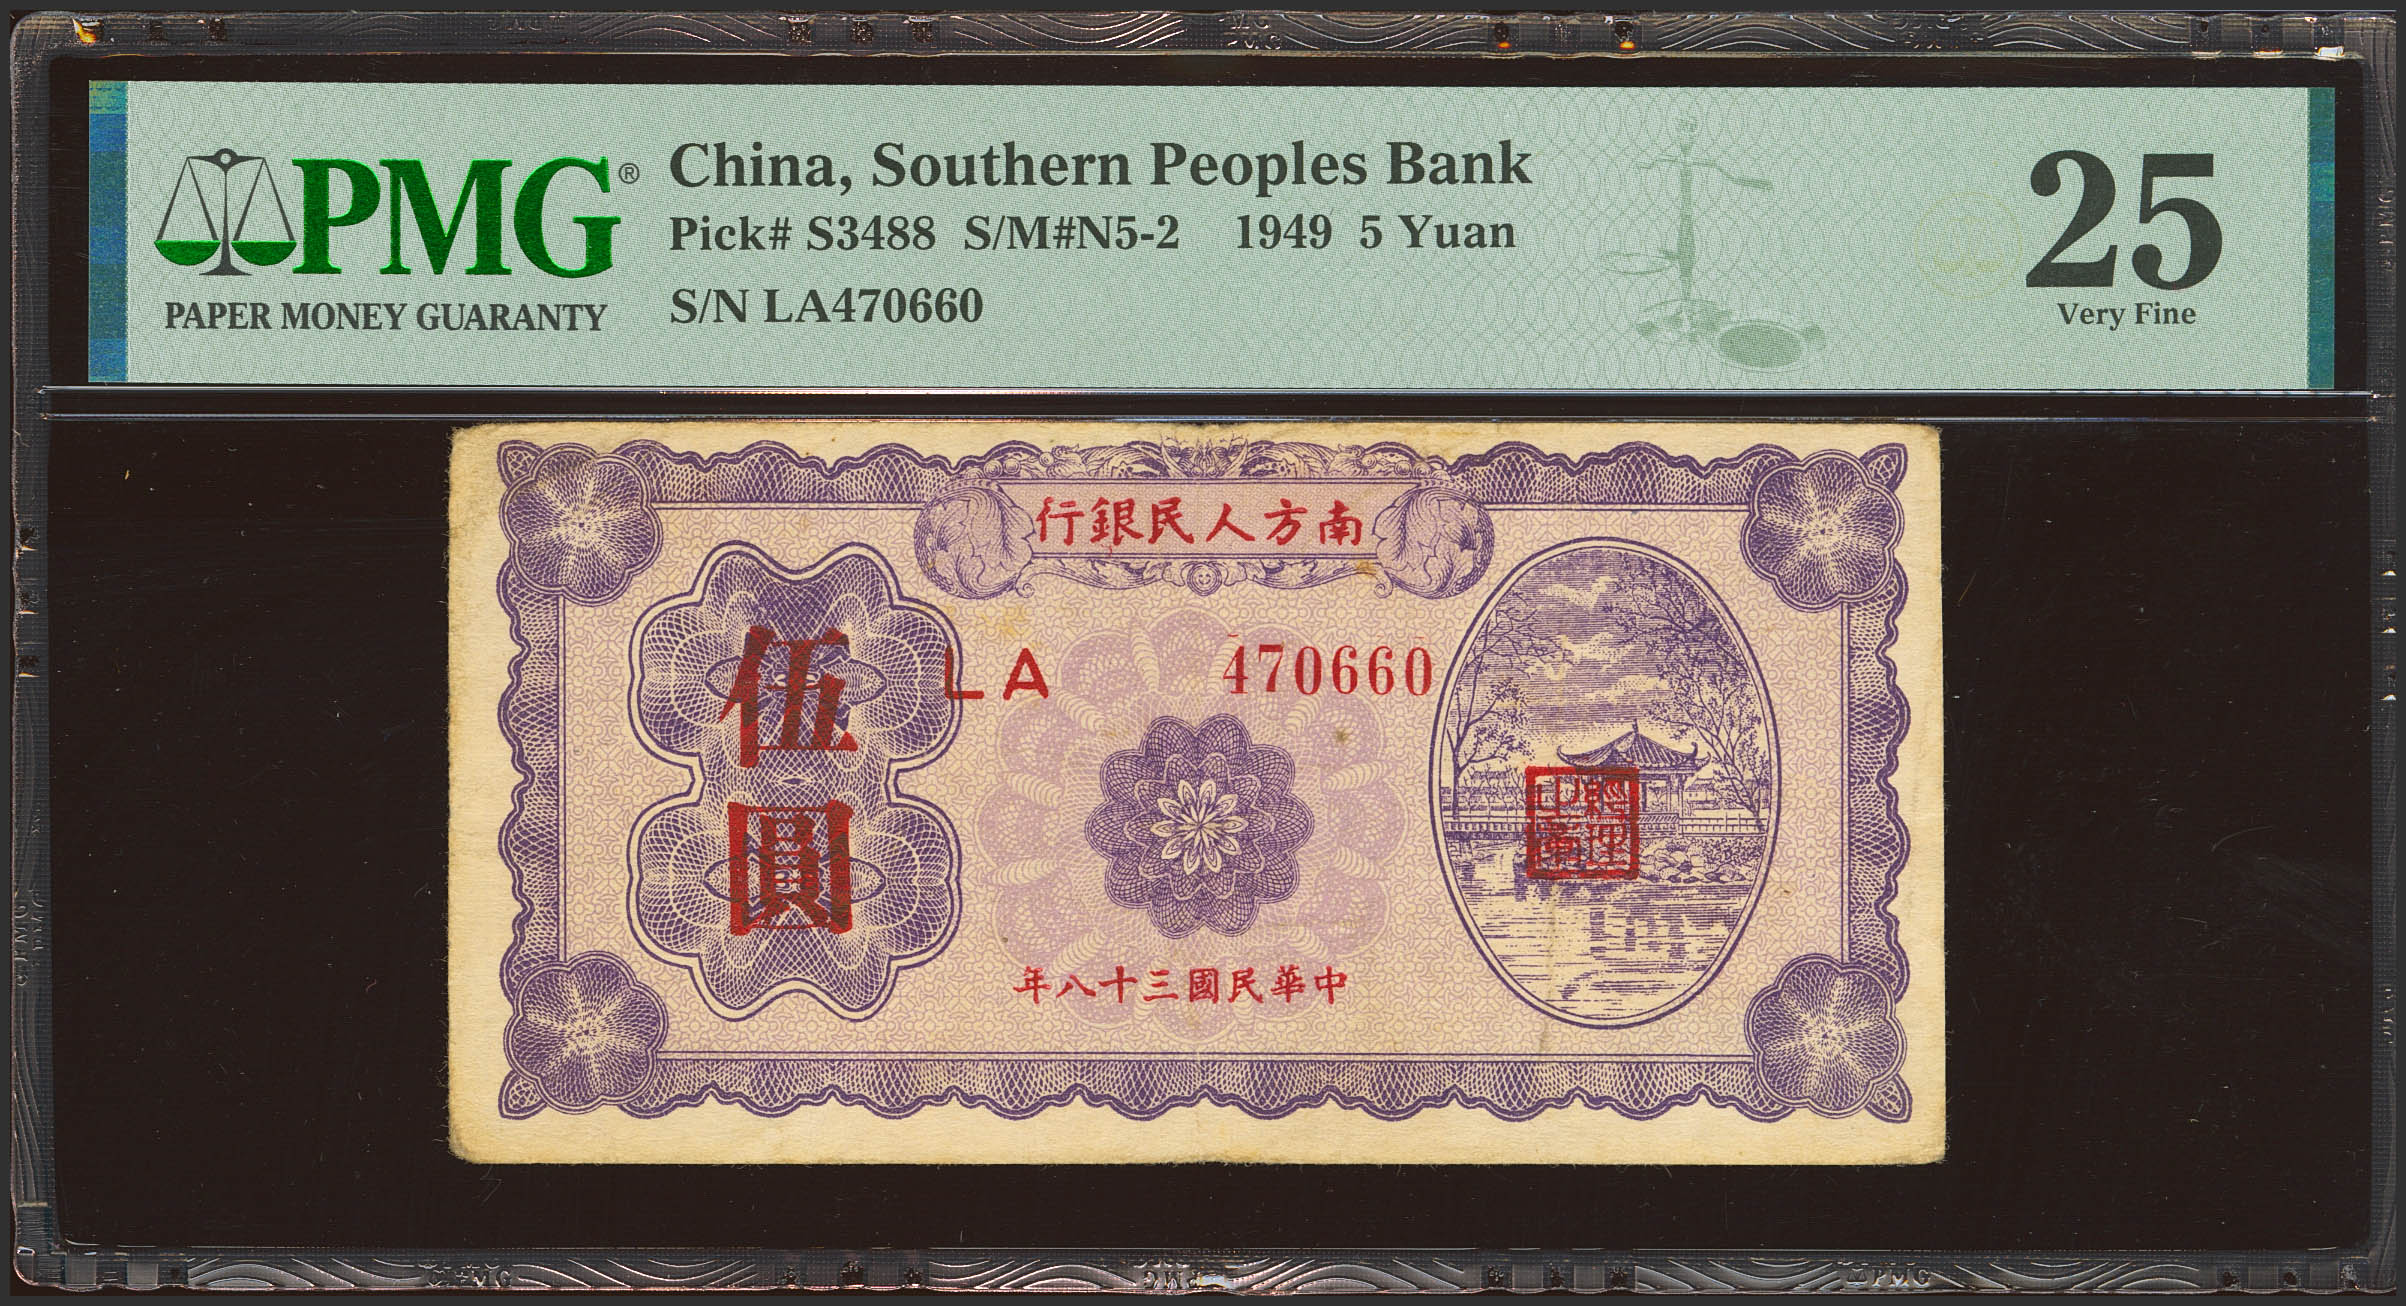 PMG®
PAPER MONEY GUARANTY
China, Southern Peoples Bank
Pick# S3488 S/M#N5-2 1949 5 Yuan
S/N LA470660
25
Very Fine
南方人民銀行
LA 470660
伍圓
中華民國三十八年